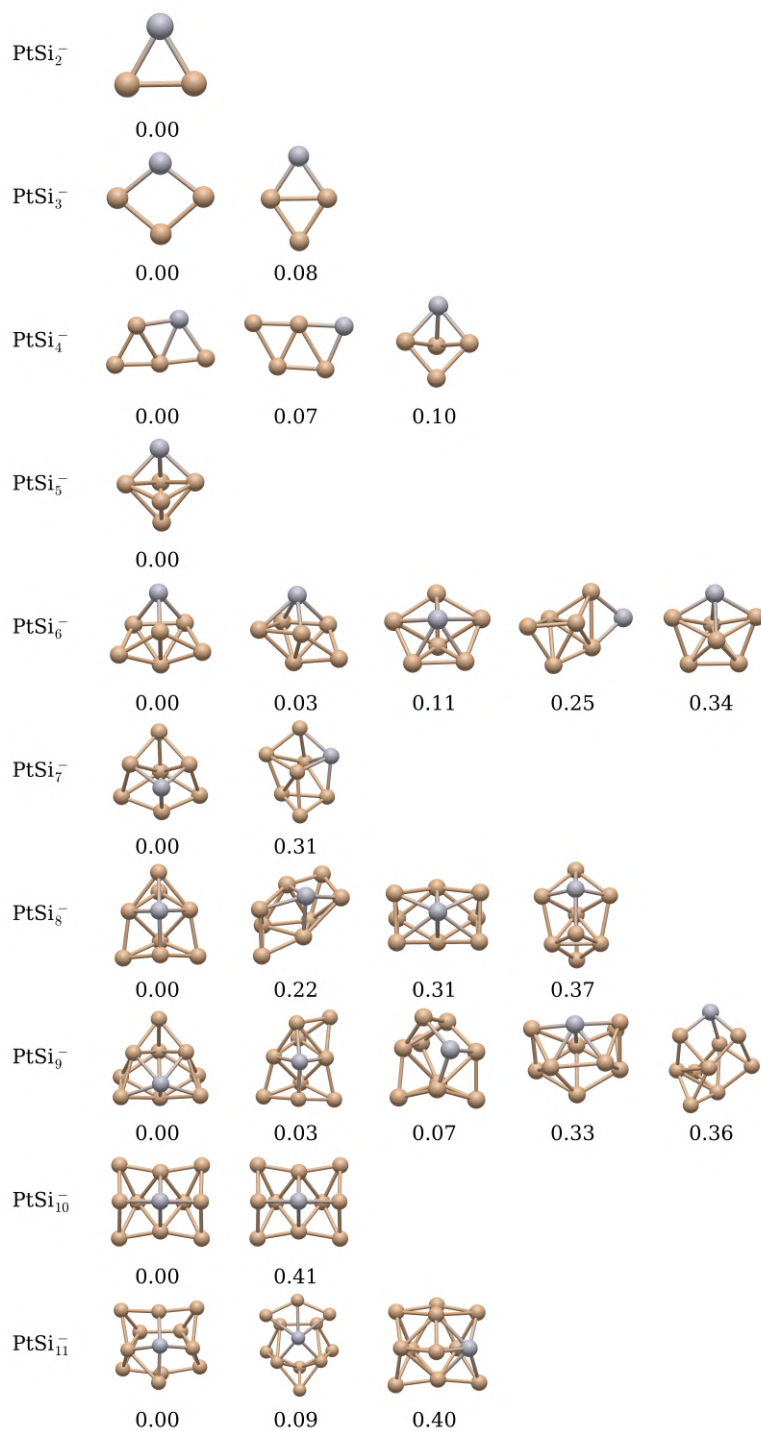 PtSi₂⁻
0.00
PtSi₃⁻
0.00 0.08
PtSi₄⁻
0.00 0.07 0.10
PtSi₅⁻
0.00
PtSi₆⁻
0.00 0.03 0.11 0.25 0.34
PtSi₇⁻
0.00 0.31
PtSi₈⁻
0.00 0.22 0.31 0.37
PtSi₉⁻
0.00 0.03 0.07 0.33 0.36
PtSi₁₀⁻
0.00 0.41
PtSi₁₁⁻
0.00 0.09 0.40